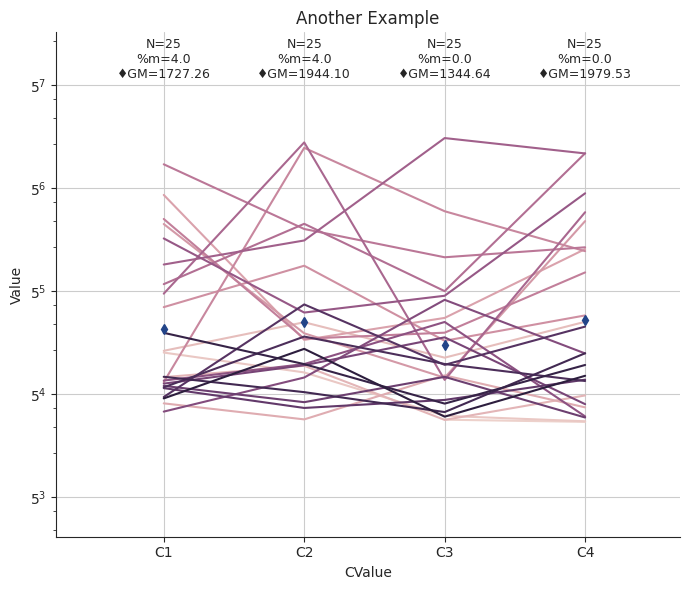 Another Example
N=25 N=25 N=25 N=25
%m=4.0 %m=4.0 %m=0.0 %m=0.0
♦GM=1727.26 ♦GM=1944.10 ♦GM=1344.64 ♦GM=1979.53
5⁷
5⁶
5⁵
5⁴
5³
Value
C1 C2 C3 C4
CValue